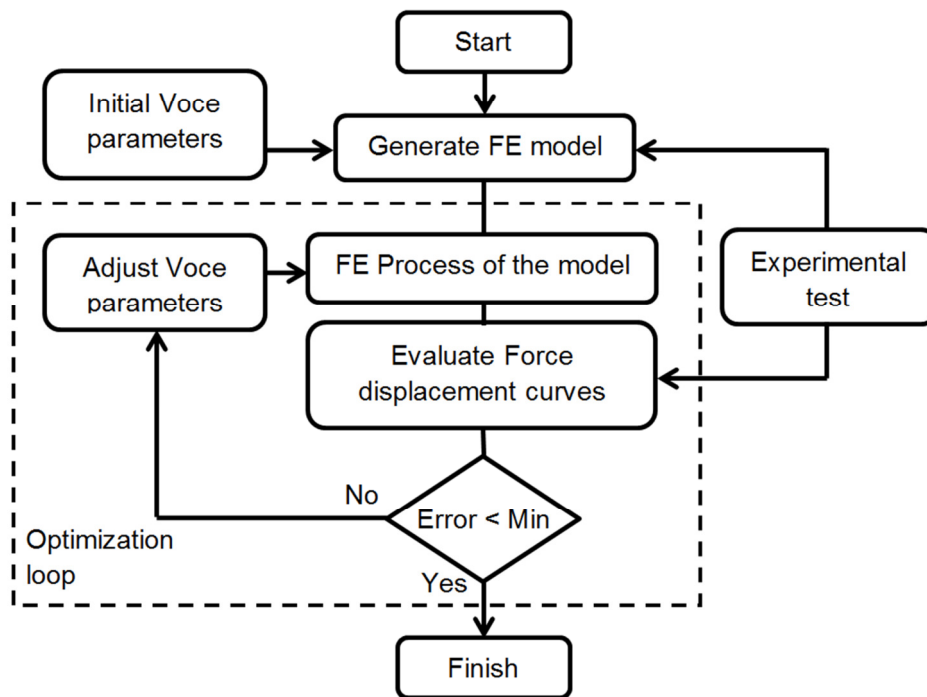 Start
Initial Voce
parameters
Generate FE model
Adjust Voce
parameters
FE Process of the model
Experimental
test
Evaluate Force
displacement curves
No
Error < Min
Optimization
loop
Yes
Finish